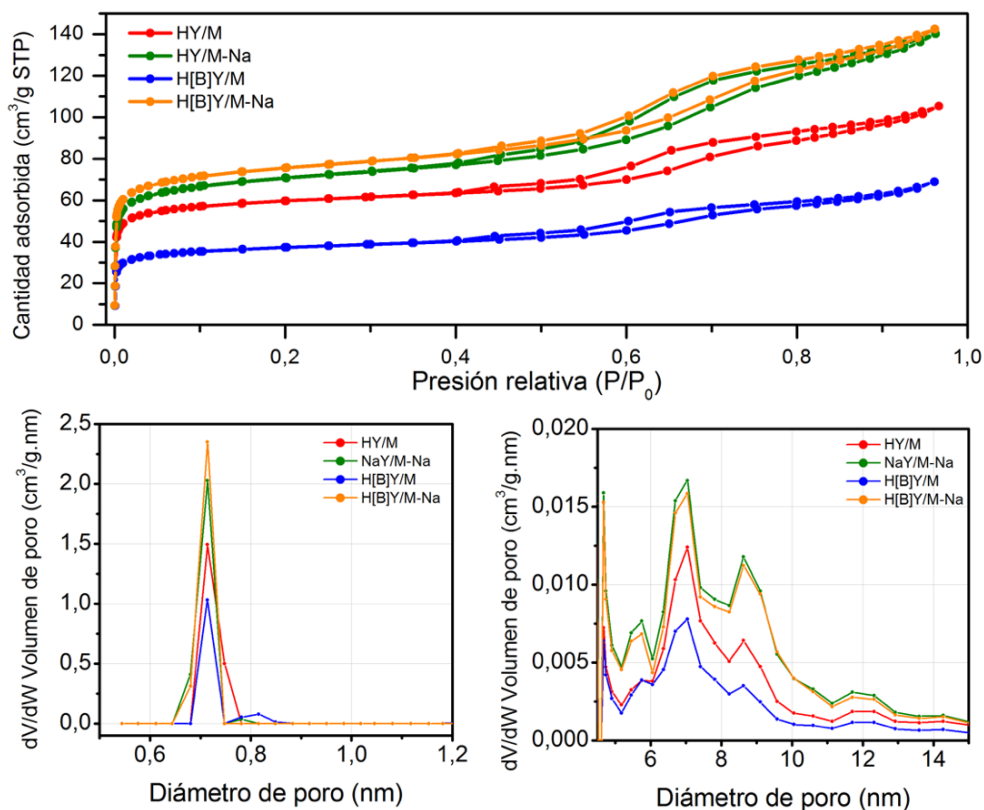 Cantidad adsorbida (cm³/g STP)
140
120
100
80
60
40
20
0
HY/M
HY/M-Na
H[B]Y/M
H[B]Y/M-Na
0,0
0,2
0,4
0,6
0,8
1,0
Presión relativa (P/P₀)
dV/dW Volumen de poro (cm³/g.nm)
2,5
2,0
1,5
1,0
0,5
0,0
HY/M
NaY/M-Na
H[B]Y/M
H[B]Y/M-Na
0,6
0,8
1,0
1,2
Diámetro de poro (nm)
dV/dW Volumen de poro (cm³/g.nm)
0,020
0,015
0,010
0,005
0,000
HY/M
NaY/M-Na
H[B]Y/M
H[B]Y/M-Na
6
8
10
12
14
Diámetro de poro (nm)